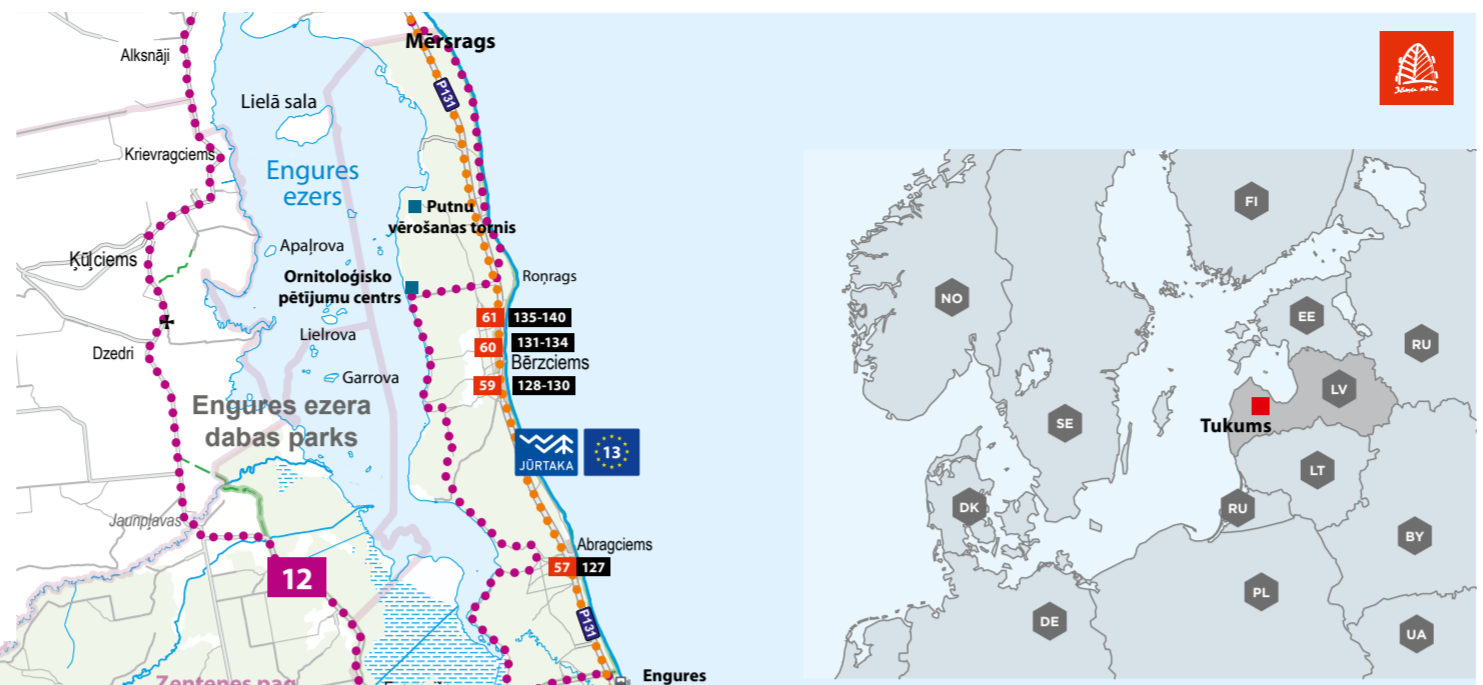 Mērsrags
Alksnāji
P131
Lielā sala
Krievragciems
Engures
ezers
Putnu
vērošanas tornis
Apaļrova
Ķūļciems
Ornitoloģisko
pētījumu centrs
Roņrags
61 135-140
Lielrova
60 131-134
Dzedri
Bērzciems
Garrova
59 128-130
Engures ezera
dabas parks
JŪRTAKA
13
Jaunpļavas
Abragciems
57 127
12
P131
Engures
Zentenes pag
FI
NO
EE
RU
LV
Tukums
SE
LT
DK
RU
BY
PL
DE
UA